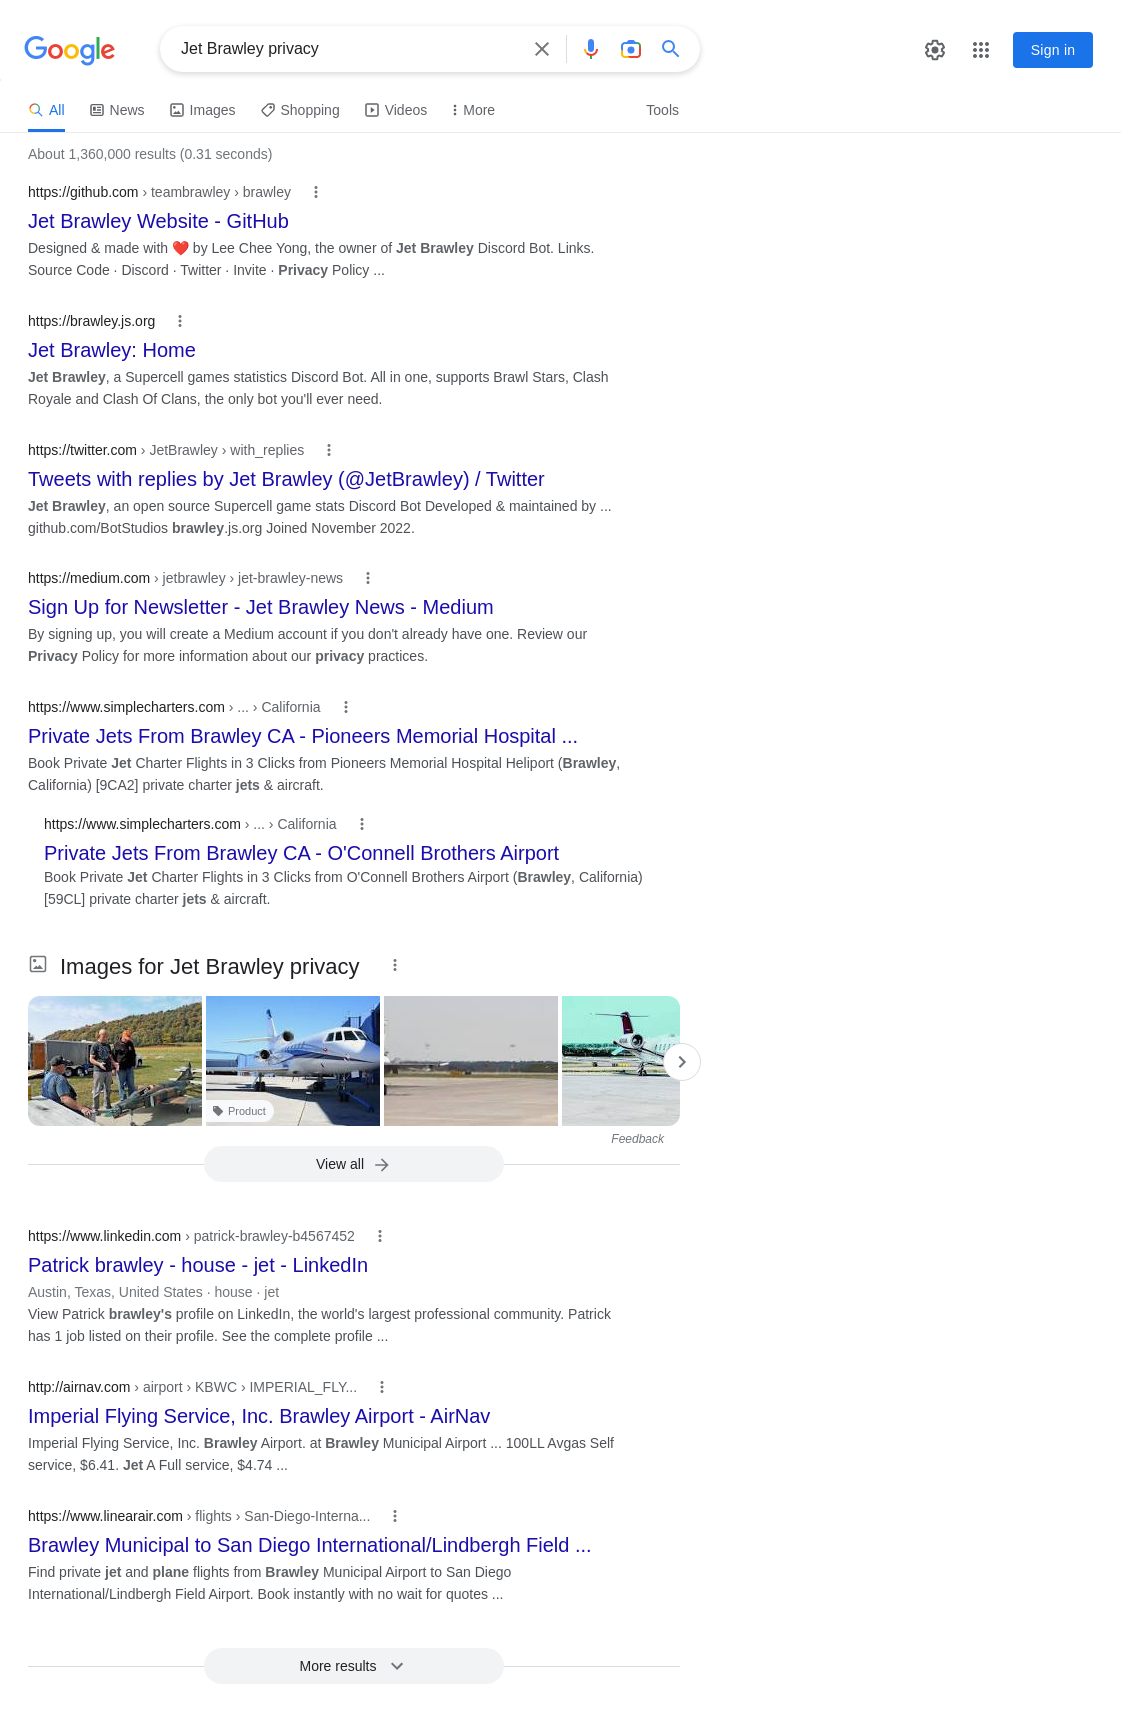 Google
Jet Brawley privacy
Sign in
All
News
Images
Shopping
Videos
More
Tools
About 1,360,000 results (0.31 seconds)
https://github.com › teambrawley › brawley
Jet Brawley Website - GitHub
Designed & made with ❤️ by Lee Chee Yong, the owner of Jet Brawley Discord Bot. Links.
Source Code · Discord · Twitter · Invite · Privacy Policy ...
https://brawley.js.org
Jet Brawley: Home
Jet Brawley, a Supercell games statistics Discord Bot. All in one, supports Brawl Stars, Clash
Royale and Clash Of Clans, the only bot you'll ever need.
https://twitter.com › JetBrawley › with_replies
Tweets with replies by Jet Brawley (@JetBrawley) / Twitter
Jet Brawley, an open source Supercell game stats Discord Bot Developed & maintained by ...
github.com/BotStudios brawley.js.org Joined November 2022.
https://medium.com › jetbrawley › jet-brawley-news
Sign Up for Newsletter - Jet Brawley News - Medium
By signing up, you will create a Medium account if you don't already have one. Review our
Privacy Policy for more information about our privacy practices.
https://www.simplecharters.com › ... › California
Private Jets From Brawley CA - Pioneers Memorial Hospital ...
Book Private Jet Charter Flights in 3 Clicks from Pioneers Memorial Hospital Heliport (Brawley,
California) [9CA2] private charter jets & aircraft.
https://www.simplecharters.com › ... › California
Private Jets From Brawley CA - O'Connell Brothers Airport
Book Private Jet Charter Flights in 3 Clicks from O'Connell Brothers Airport (Brawley, California)
[59CL] private charter jets & aircraft.
Images for Jet Brawley privacy
Product
Feedback
View all
https://www.linkedin.com › patrick-brawley-b4567452
Patrick brawley - house - jet - LinkedIn
Austin, Texas, United States · house · jet
View Patrick brawley's profile on LinkedIn, the world's largest professional community. Patrick
has 1 job listed on their profile. See the complete profile ...
http://airnav.com › airport › KBWC › IMPERIAL_FLY...
Imperial Flying Service, Inc. Brawley Airport - AirNav
Imperial Flying Service, Inc. Brawley Airport. at Brawley Municipal Airport ... 100LL Avgas Self
service, $6.41. Jet A Full service, $4.74 ...
https://www.linearair.com › flights › San-Diego-Interna...
Brawley Municipal to San Diego International/Lindbergh Field ...
Find private jet and plane flights from Brawley Municipal Airport to San Diego
International/Lindbergh Field Airport. Book instantly with no wait for quotes ...
More results